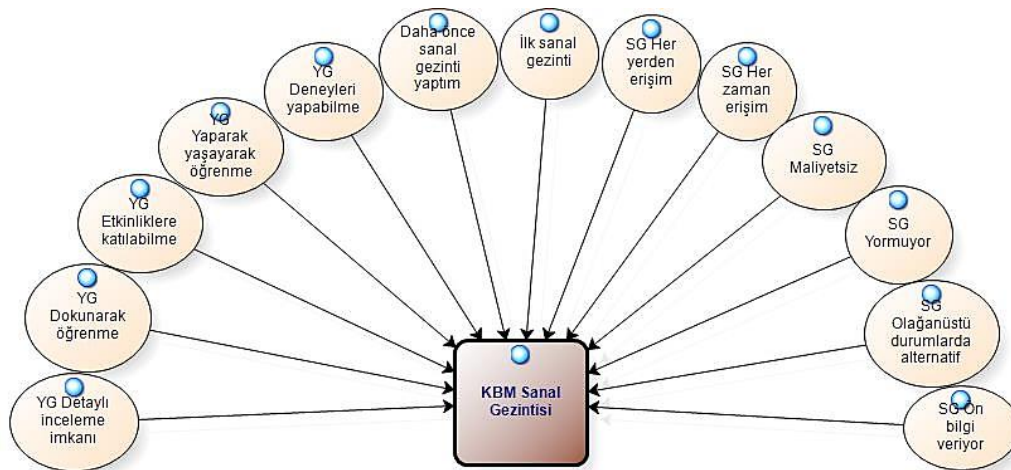 YG Detaylı
inceleme
imkanı
YG
Dokunarak
öğrenme
YG
Etkinliklere
katılabilme
YG
Yaparak
yaşayarak
öğrenme
YG
Deneyleri
yapabilme
Daha önce
sanal
gezinti
yaptım
İlk sanal
gezinti
SG Her
yerden
erişim
SG Her
zaman
erişim
SG
Maliyetsiz
SG
Yormuyor
SG
Olağanüstü
durumlarda
alternatif
SG Ön
bilgi
veriyor
KBM Sanal
Gezintisi